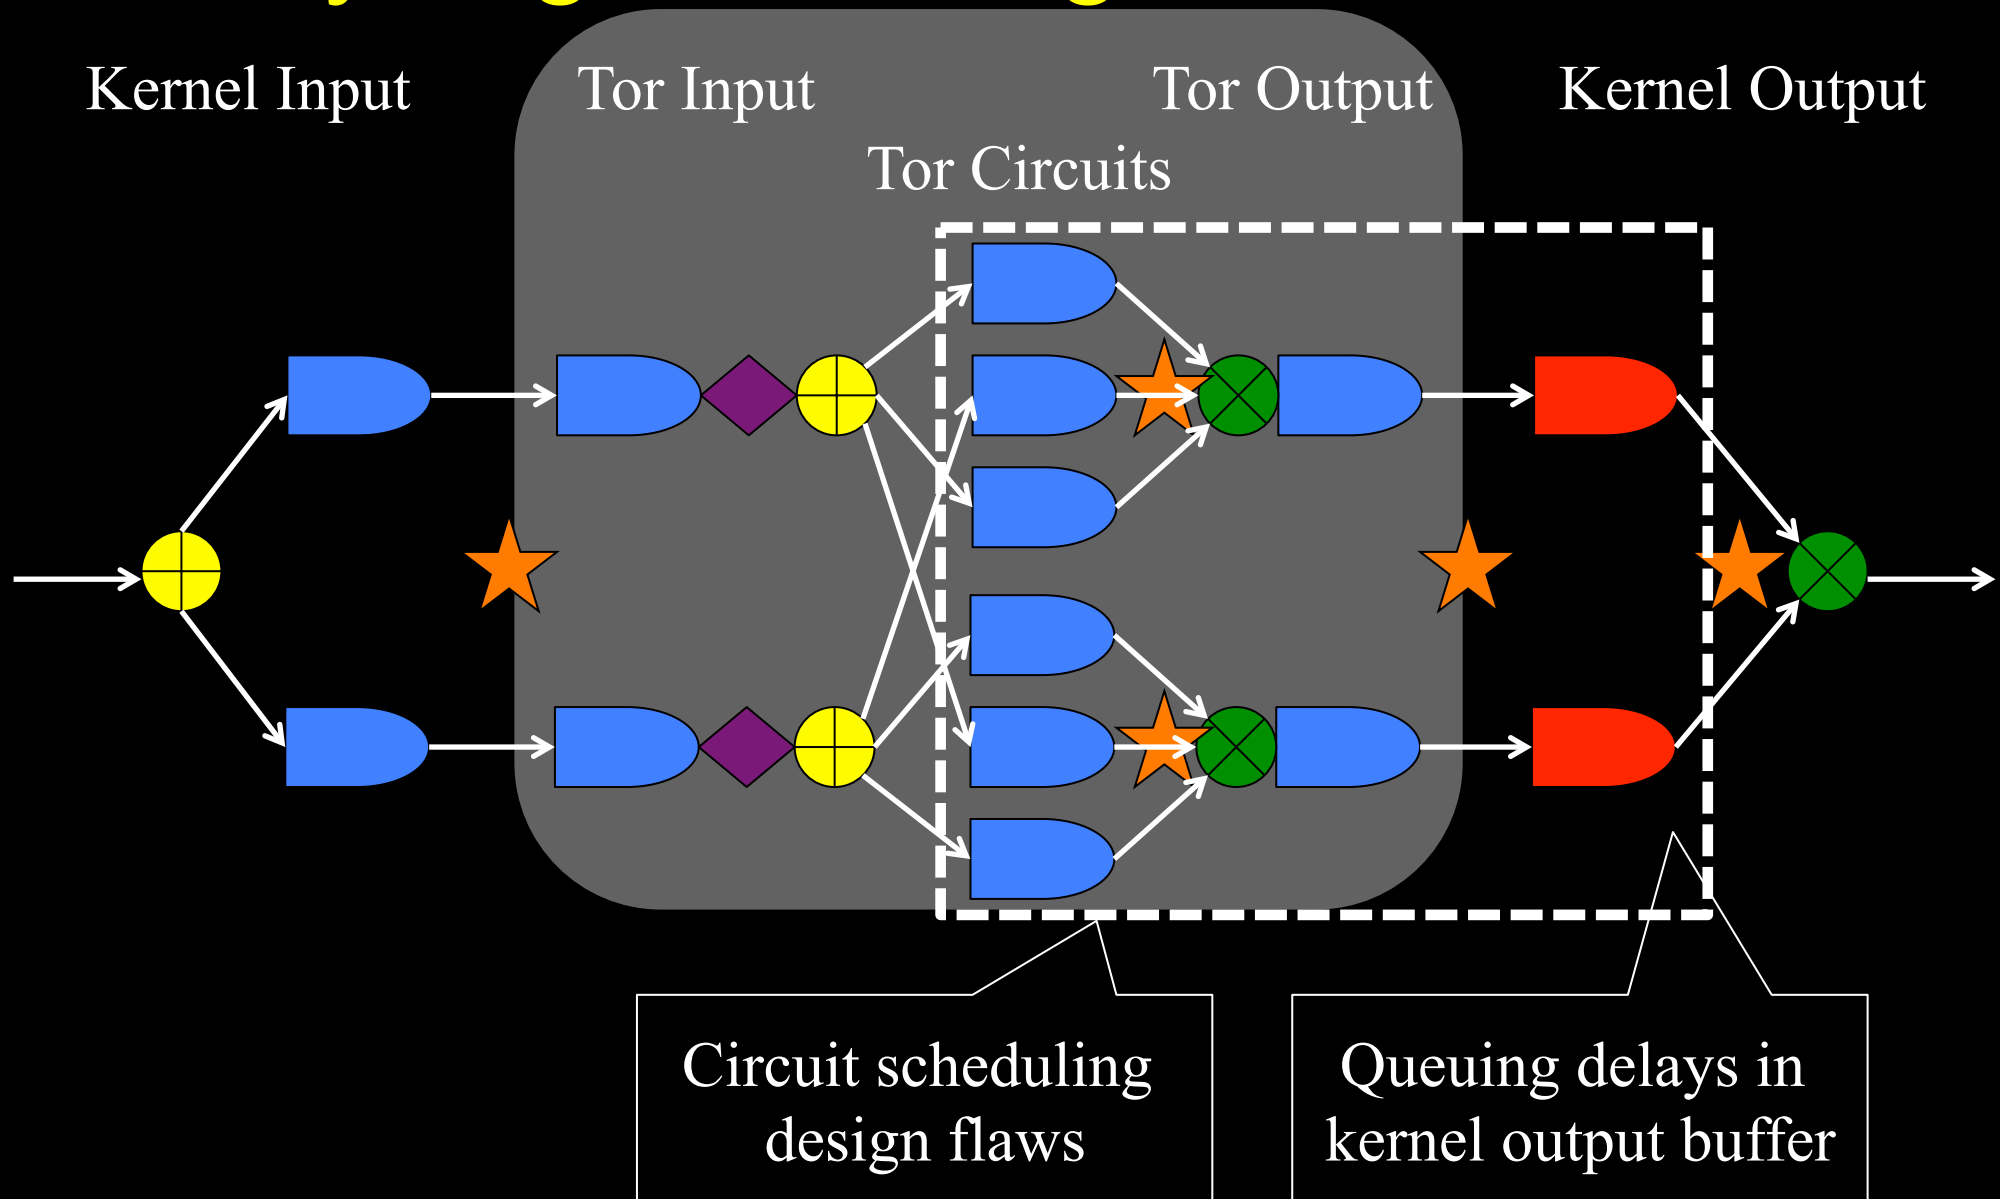 Kernel Input
Tor Input
Tor Output
Kernel Output
Tor Circuits
Circuit scheduling
design flaws
Queuing delays in
kernel output buffer